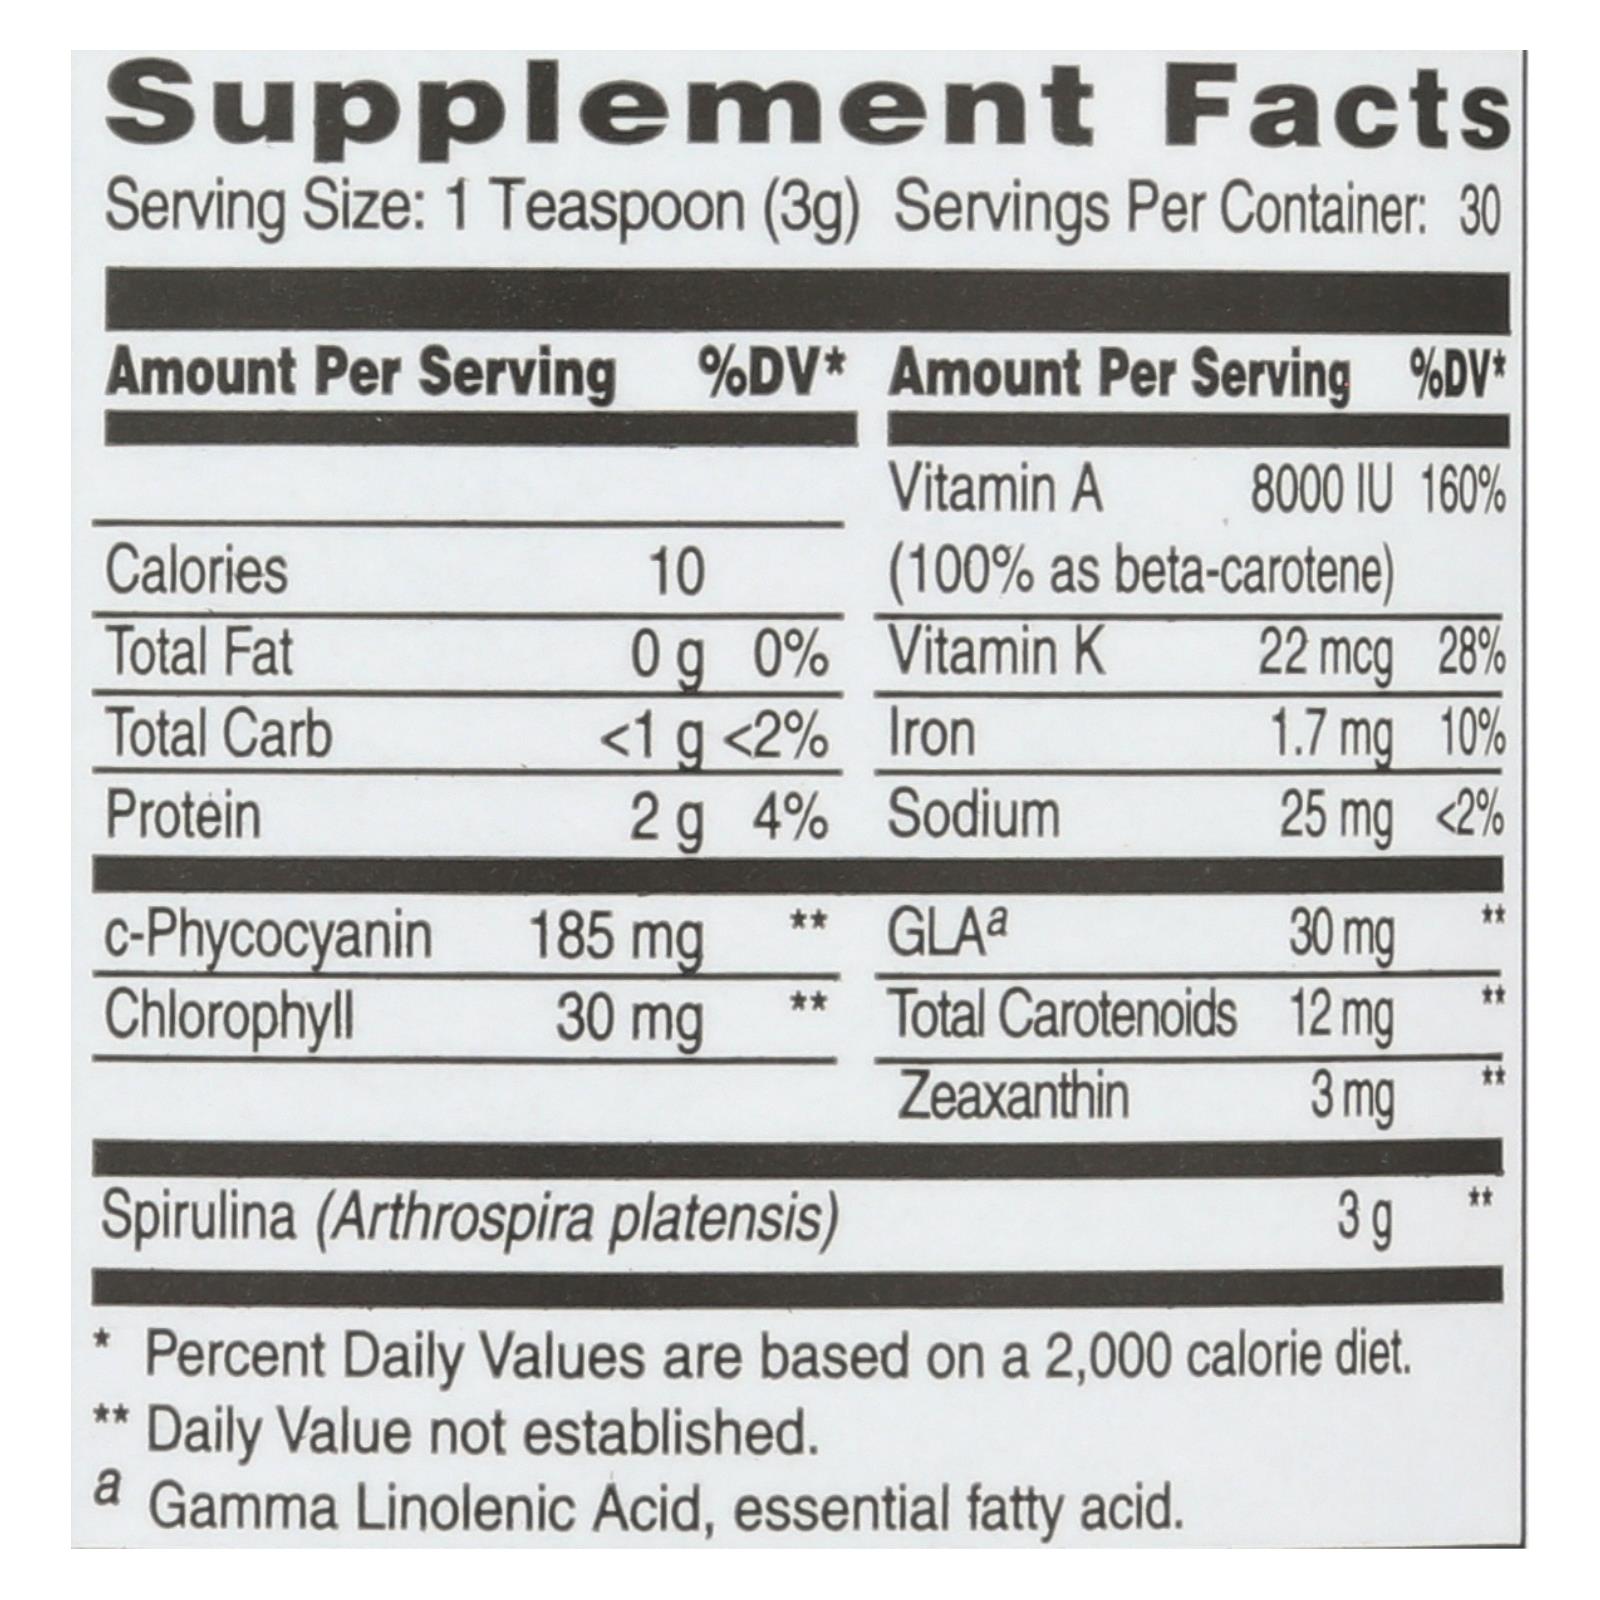 Supplement Facts
Serving Size: 1 Teaspoon (3g) Servings Per Container: 30
Amount Per Serving %DV* Amount Per Serving %DV*
Vitamin A 8000 IU 160%
Calories 10 (100% as beta-carotene)
Total Fat 0 g 0% Vitamin K 22 mcg 28%
Total Carb <1 g <2% Iron 1.7 mg 10%
Protein 2 g 4% Sodium 25 mg <2%
c-Phycocyanin 185 mg ** GLAa 30 mg **
Chlorophyll 30 mg ** Total Carotenoids 12 mg **
Zeaxanthin 3 mg **
Spirulina (Arthrospira platensis) 3 g **
* Percent Daily Values are based on a 2,000 calorie diet.
** Daily Value not established.
a Gamma Linolenic Acid, essential fatty acid.